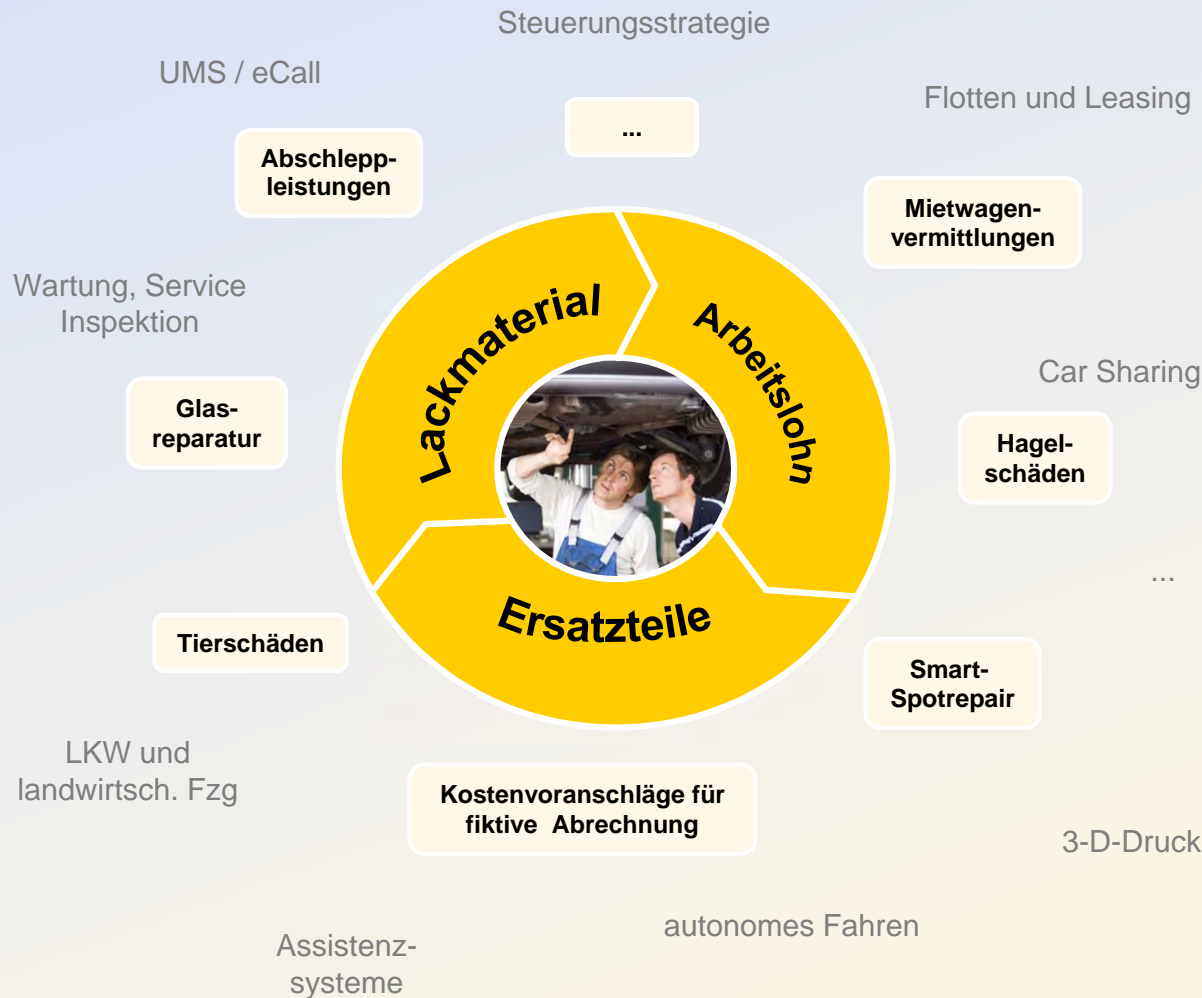 Steuerungsstrategie
UMS / eCall
Flotten und Leasing
...
Abschlepp-
leistungen
Mietwagen-
vermittlungen
Wartung, Service
Inspektion
Lackmaterial
Arbeitslohn
Car Sharing
Glas-
reparatur
Hagel-
schäden
...
Ersatzteile
Tierschäden
Smart-
Spotrepair
LKW und
landwirtsch. Fzg
Kostenvoranschläge für
fiktive Abrechnung
3-D-Druck
autonomes Fahren
Assistenz-
systeme